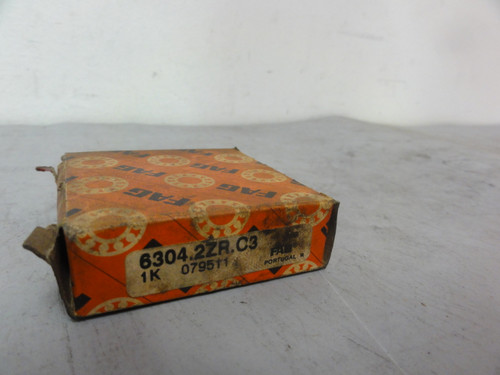 FAG
FAG
6304.2ZR.C3
1K 079511
FAG
PORTUGAL